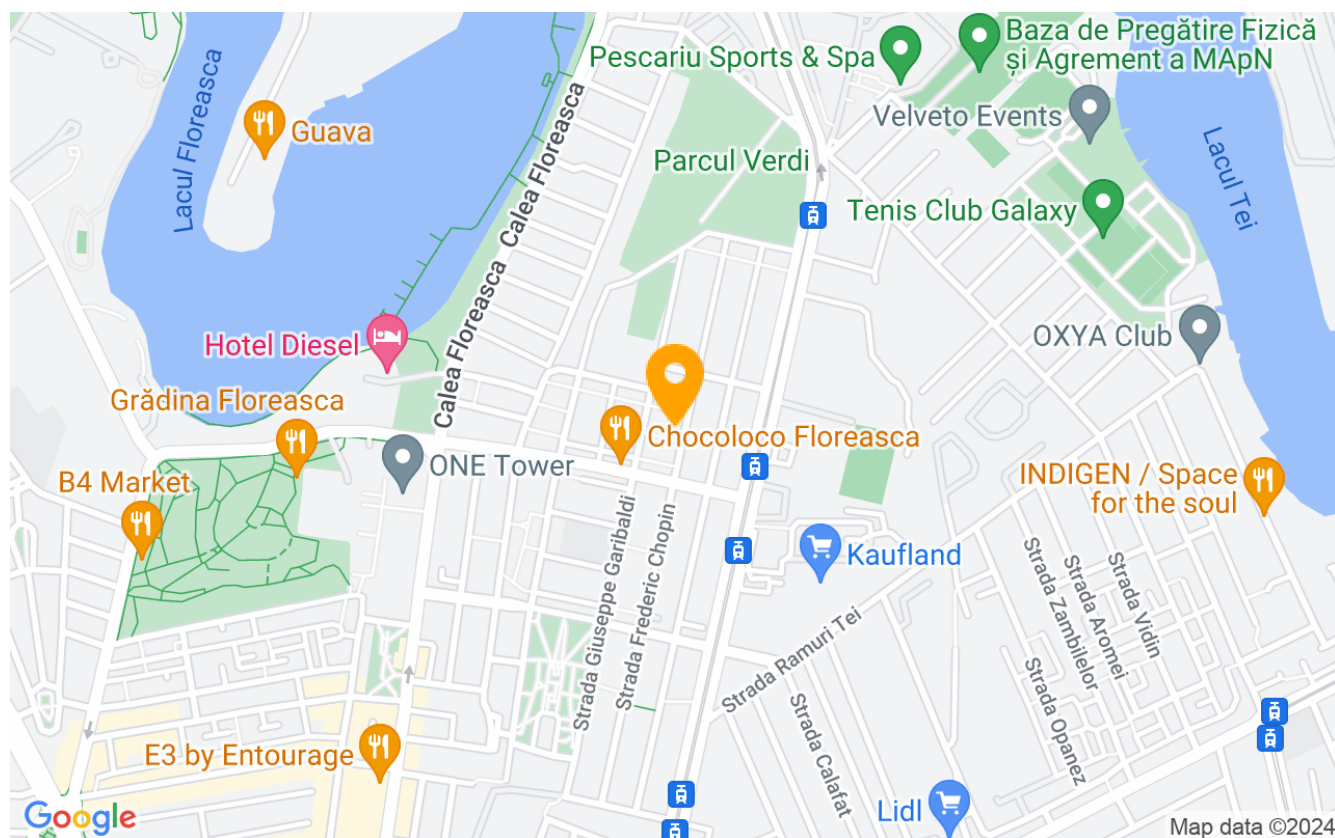 Baza de Pregătire Fizică
și Agrement a MApN
Pescariu Sports & Spa
Velveto Events
Lacul Floreasca
Guava
Calea Floreasca
Parcul Verdi
Lacul Tei
Tenis Club Galaxy
Calea Floreasca
Hotel Diesel
OXYA Club
Grădina Floreasca
Chocoloco Floreasca
ONE Tower
B4 Market
INDIGEN / Space
for the soul
Strada Giuseppe Garibaldi
Strada Frederic Chopin
Kaufland
Strada Zambilelor
Strada Aromei
Strada Vidin
Strada Ramuri Tei
Strada Opanez
E3 by Entourage
Strada Calafat
Lidl
Google
Map data ©2024